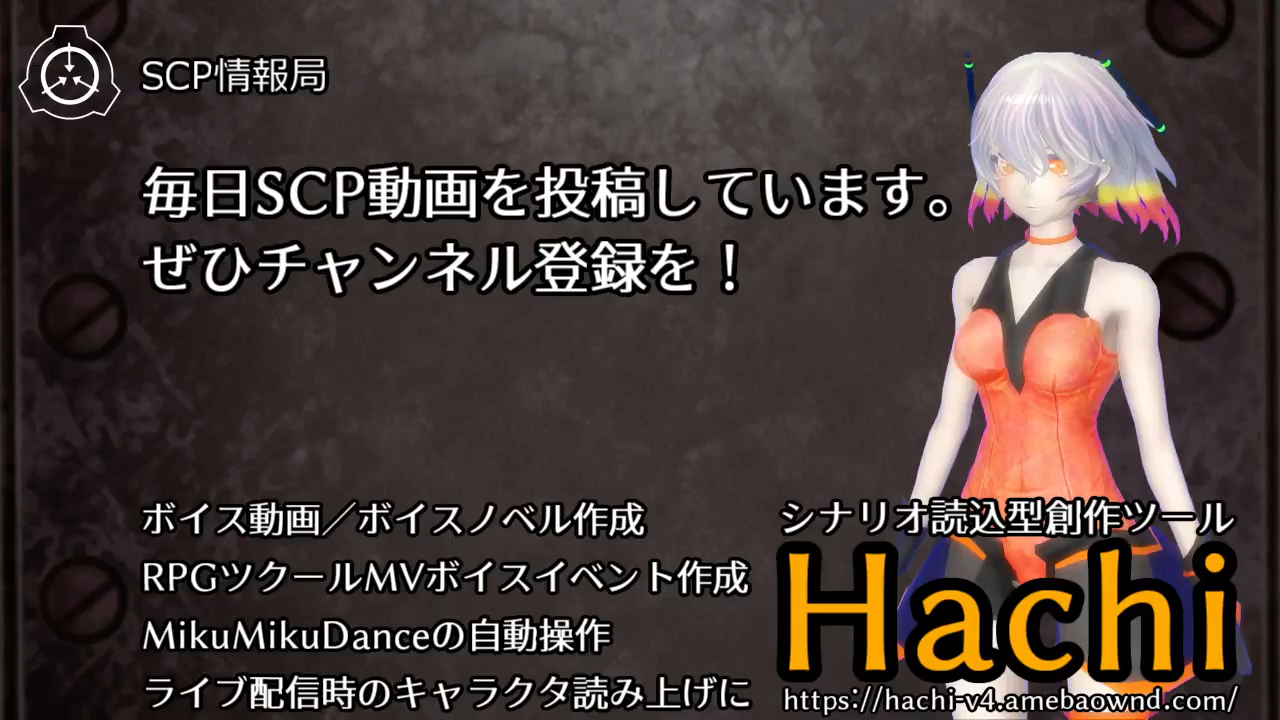 SCP情報局
毎日SCP動画を投稿しています。
ぜひチャンネル登録を！
ボイス動画／ボイスノベル作成
RPGツクールMVボイスイベント作成
MikuMikuDanceの自動操作
ライブ配信時のキャラクタ読み上げに
シナリオ読込型創作ツール
Hachi
https://hachi-v4.amebaownd.com/